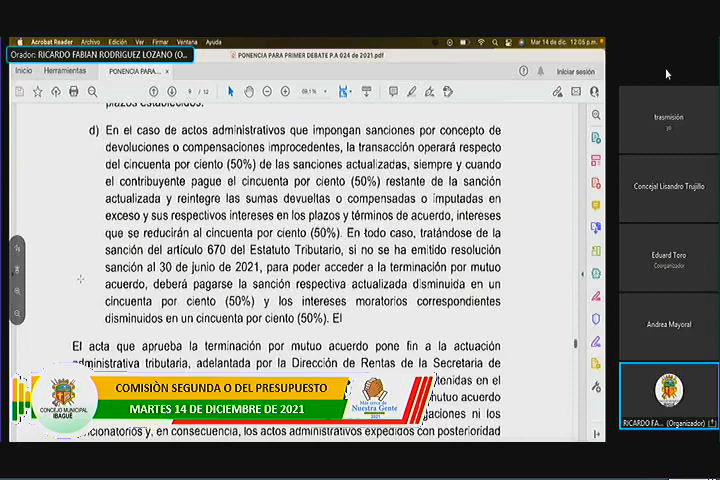 Acrobat Reader Archivo Edición Ver Firmar Ventana Ayuda
Mar 14 de dic. 12:05 p.m.
Orador: RICARDO FABIAN RODRIGUEZ LOZANO (O...
PONENCIA PARA PRIMER DEBATE P.A 024 de 2021.pdf
Inicio Herramientas PONENCIA PARA... ×
Iniciar sesión
9 / 12
69,1%
plazos establecidos.
d) En el caso de actos administrativos que impongan sanciones por concepto de
devoluciones o compensaciones improcedentes, la transacción operará respecto
del cincuenta por ciento (50%) de las sanciones actualizadas, siempre y cuando
el contribuyente pague el cincuenta por ciento (50%) restante de la sanción
actualizada y reintegre las sumas devueltas o compensadas o imputadas en
exceso y sus respectivos intereses en los plazos y términos de acuerdo, intereses
que se reducirán al cincuenta por ciento (50%). En todo caso, tratándose de la
sanción del artículo 670 del Estatuto Tributario, si no se ha emitido resolución
sanción al 30 de junio de 2021, para poder acceder a la terminación por mutuo
acuerdo, deberá pagarse la sanción respectiva actualizada disminuida en un
cincuenta por ciento (50%) y los intereses moratorios correspondientes
disminuidos en un cincuenta por ciento (50%). El
El acta que aprueba la terminación por mutuo acuerdo pone fin a la actuación
administrativa tributaria, adelantada por la Dirección de Rentas de la Secretaria de
tenidas en el
mutuo acuerdo
gaciones ni los
ncionatorios y, en consecuencia, los actos administrativos expedidos con posterioridad
CONCEJO MUNICIPAL
IBAGUÉ
COMISIÒN SEGUNDA O DEL PRESUPUESTO
MARTES 14 DE DICIEMBRE DE 2021
Más cerca de
Nuestra Gente
2021
trasmisión
yo
Concejal Lisandro Trujillo
Eduard Toro
Coorganizador
Andrea Mayoral
RICARDO FA... (Organizador)